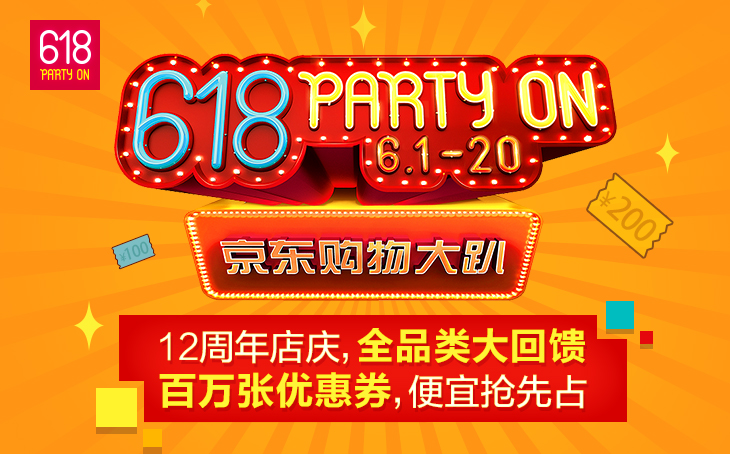 618
PARTY ON
618 PARTY ON
6.1-20
¥200
¥100
京东购物大趴
12周年店庆,全品类大回馈
百万张优惠券,便宜抢先占